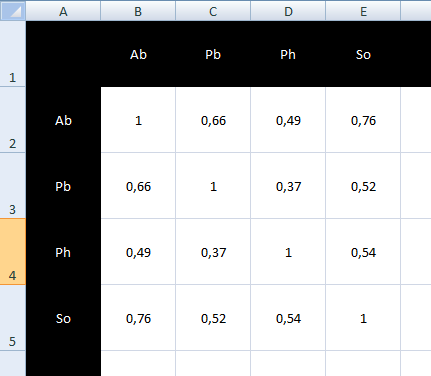 A B C D E
1 Ab Pb Ph So
2 Ab 1 0,66 0,49 0,76
3 Pb 0,66 1 0,37 0,52
4 Ph 0,49 0,37 1 0,54
5 So 0,76 0,52 0,54 1